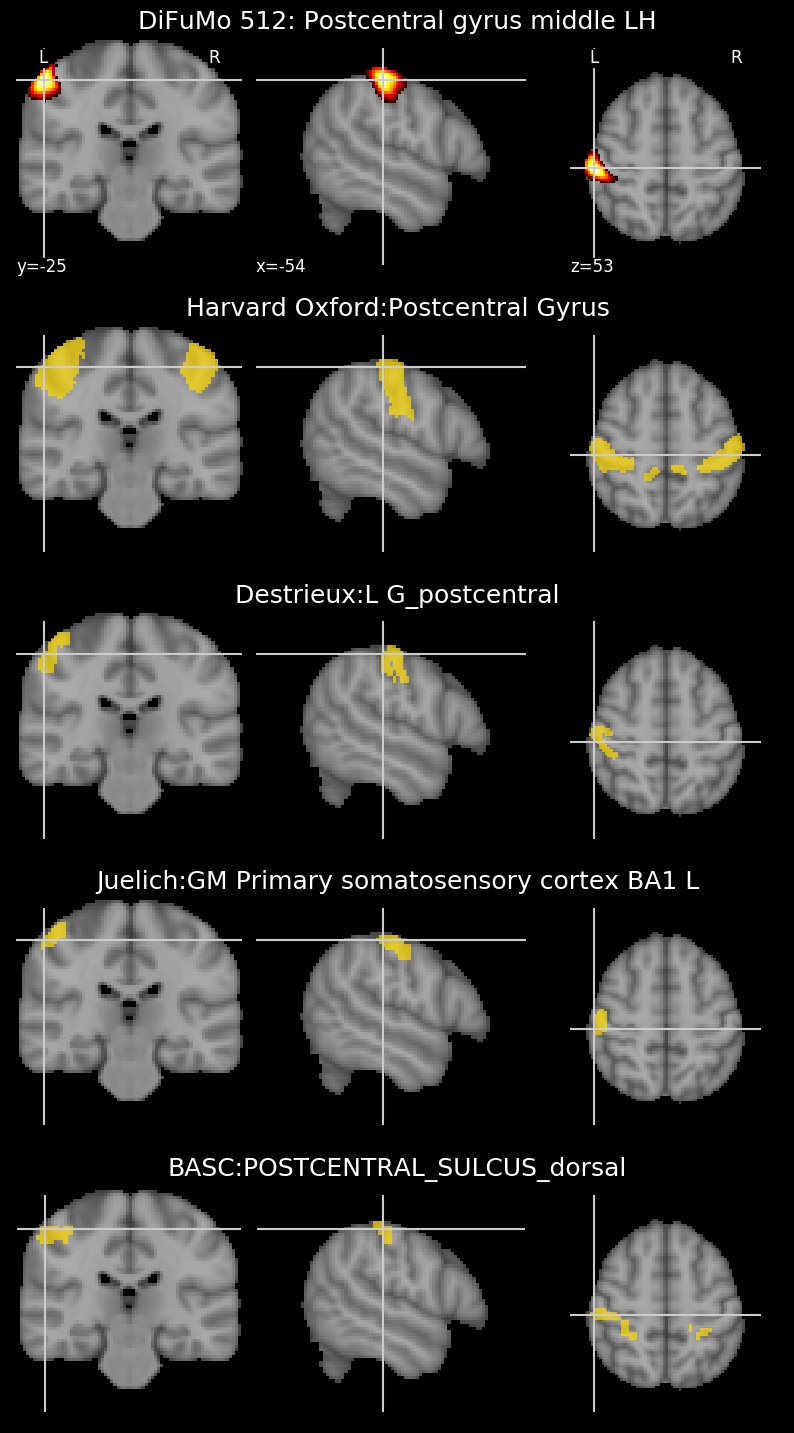 DiFuMo 512: Postcentral gyrus middle LH
L R L R
y=-25 x=-54 z=53
Harvard Oxford:Postcentral Gyrus
Destrieux:L G_postcentral
Juelich:GM Primary somatosensory cortex BA1 L
BASC:POSTCENTRAL_SULCUS_dorsal